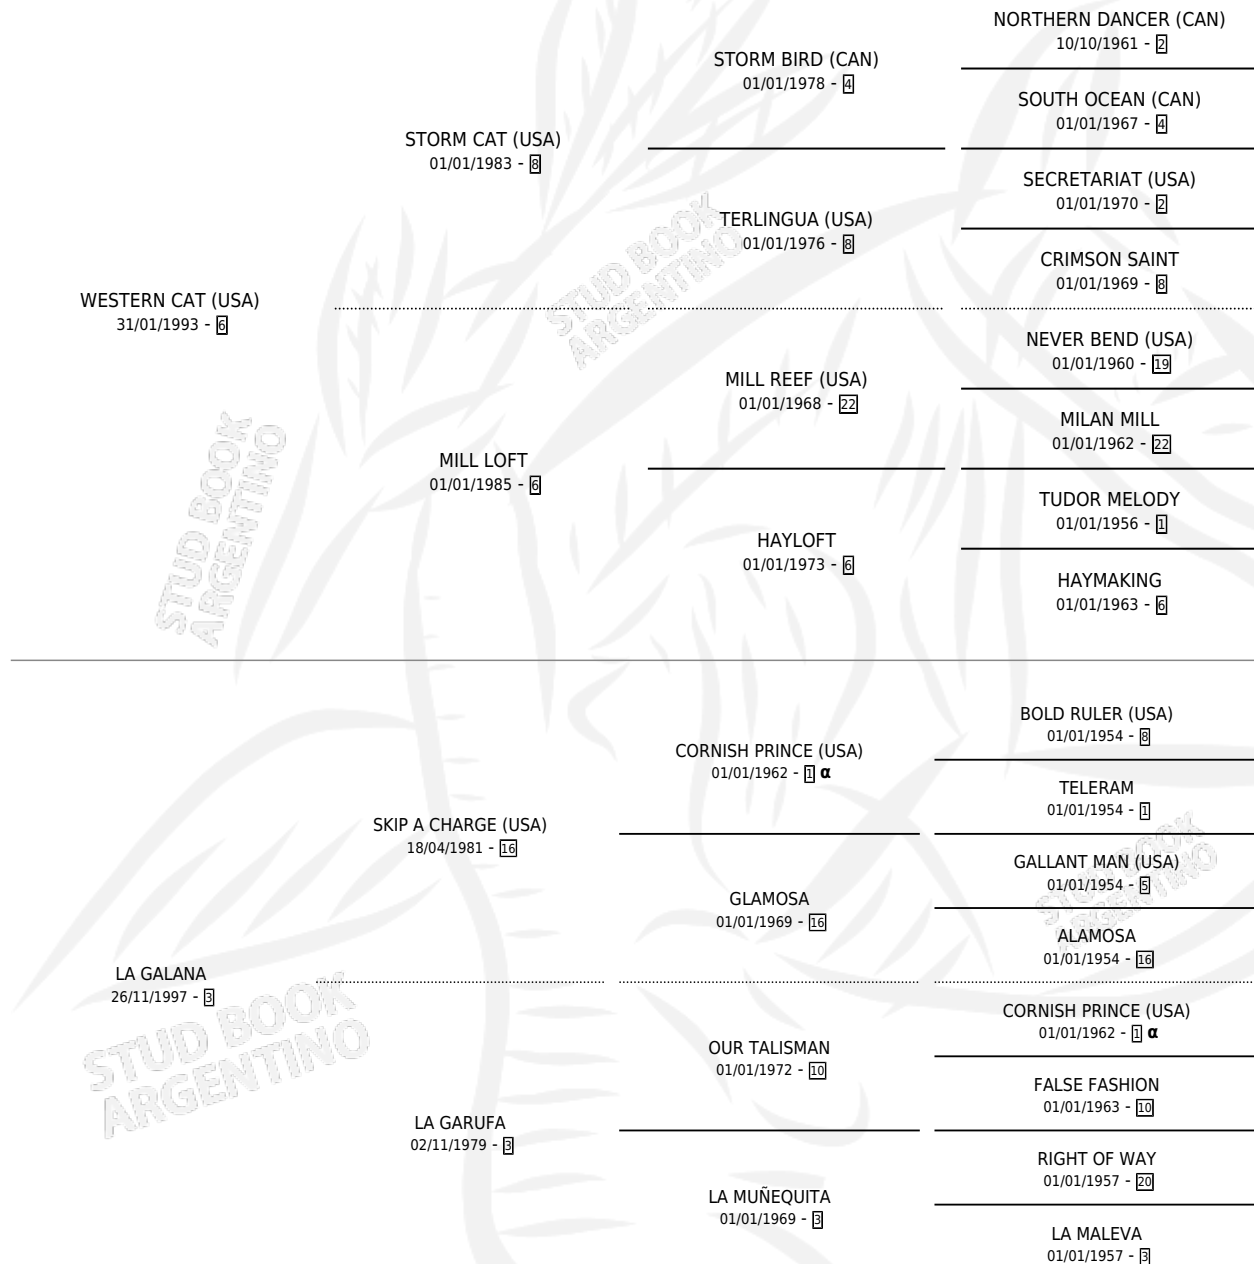 NORTHERN DANCER (CAN)
10/10/1961 - 2
STORM BIRD (CAN)
01/01/1978 - 4
SOUTH OCEAN (CAN)
01/01/1967 - 4
STORM CAT (USA)
01/01/1983 - 8
SECRETARIAT (USA)
01/01/1970 - 2
TERLINGUA (USA)
01/01/1976 - 8
CRIMSON SAINT
01/01/1969 - 8
WESTERN CAT (USA)
31/01/1993 - 6
NEVER BEND (USA)
01/01/1960 - 19
MILL REEF (USA)
01/01/1968 - 22
MILAN MILL
01/01/1962 - 22
MILL LOFT
01/01/1985 - 6
TUDOR MELODY
01/01/1956 - 1
HAYLOFT
01/01/1973 - 6
HAYMAKING
01/01/1963 - 6
BOLD RULER (USA)
01/01/1954 - 8
CORNISH PRINCE (USA)
01/01/1962 - 1 α
TELERAM
01/01/1954 - 1
SKIP A CHARGE (USA)
18/04/1981 - 16
GALLANT MAN (USA)
01/01/1954 - 5
GLAMOSA
01/01/1969 - 16
ALAMOSA
01/01/1954 - 16
LA GALANA
26/11/1997 - 3
CORNISH PRINCE (USA)
01/01/1962 - 1 α
OUR TALISMAN
01/01/1972 - 10
FALSE FASHION
01/01/1963 - 10
LA GARUFA
02/11/1979 - 3
RIGHT OF WAY
01/01/1957 - 20
LA MUÑEQUITA
01/01/1969 - 3
LA MALEVA
01/01/1957 - 3
STUD BOOK
ARGENTINO
STUD BOOK
ARGENTINO
STUD BOOK
ARGENTINO
STUD BOOK
ARGENTINO